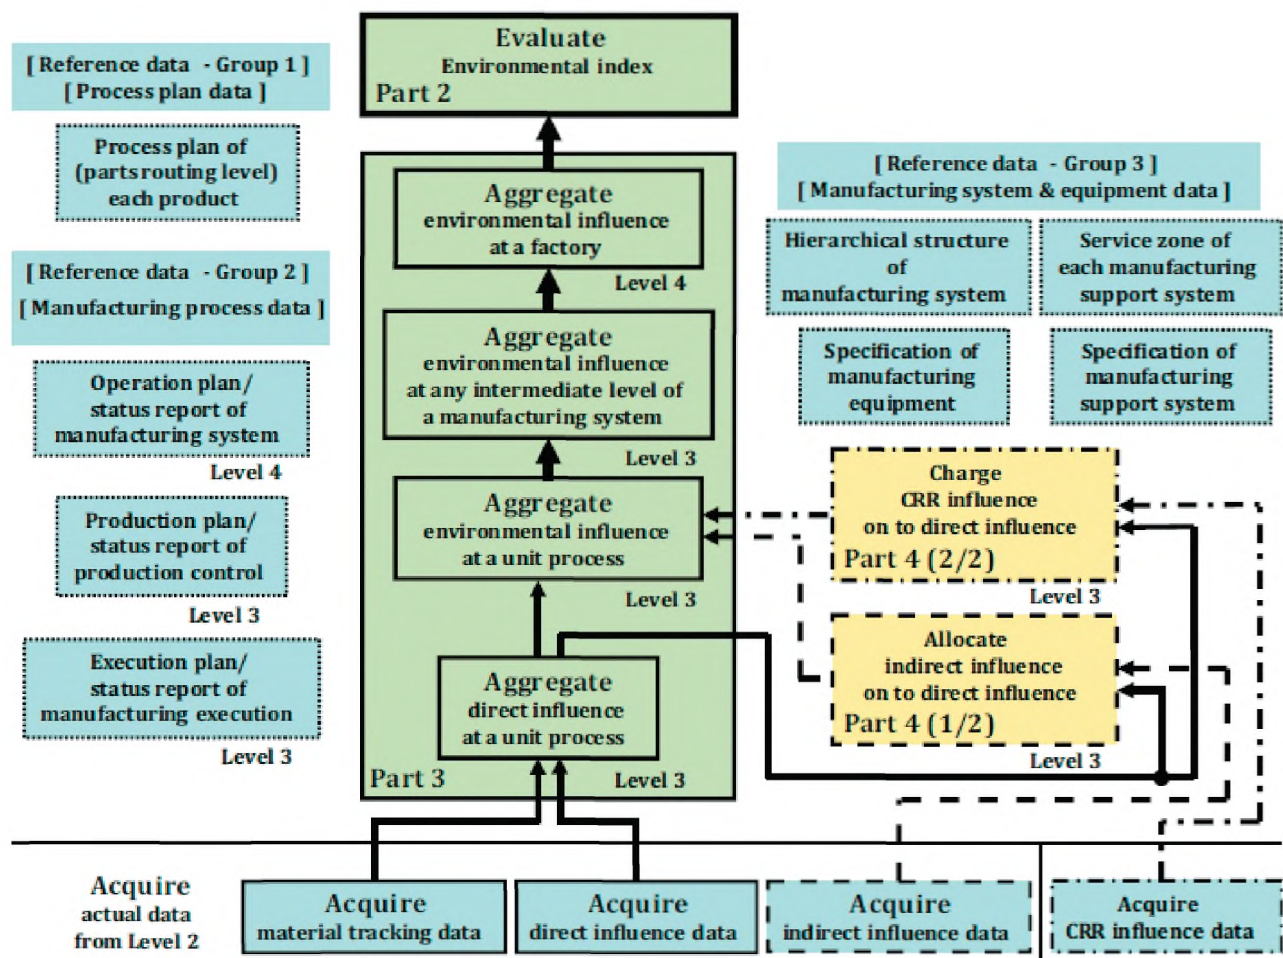 Evaluate
Environmental index
Part 2
[ Reference data - Group 1 ]
[ Process plan data ]
Process plan of
(parts routing level)
each product
[ Reference data - Group 2 ]
[ Manufacturing process data ]
Operation plan/
status report of
manufacturing system
Level 4
Production plan/
status report of
production control
Level 3
Execution plan/
status report of
manufacturing execution
Level 3
Aggregate
environmental influence
at a factory
Level 4
Aggregate
environmental influence
at any intermediate level of
a manufacturing system
Level 3
Aggregate
environmental influence
at a unit process
Level 3
Aggregate
direct influence
at a unit process
Part 3
Level 3
[ Reference data - Group 3 ]
[ Manufacturing system & equipment data ]
Hierarchical structure
of
manufacturing system
Service zone of
each manufacturing
support system
Specification of
manufacturing
equipment
Specification of
manufacturing
support system
Charge
CRR influence
on to direct influence
Part 4 (2/2)
Level 3
Allocate
indirect influence
on to direct influence
Part 4 (1/2)
Level 3
Acquire
actual data
from Level 2
Acquire
material tracking data
Acquire
direct influence data
Acquire
indirect influence data
Acquire
CRR influence data